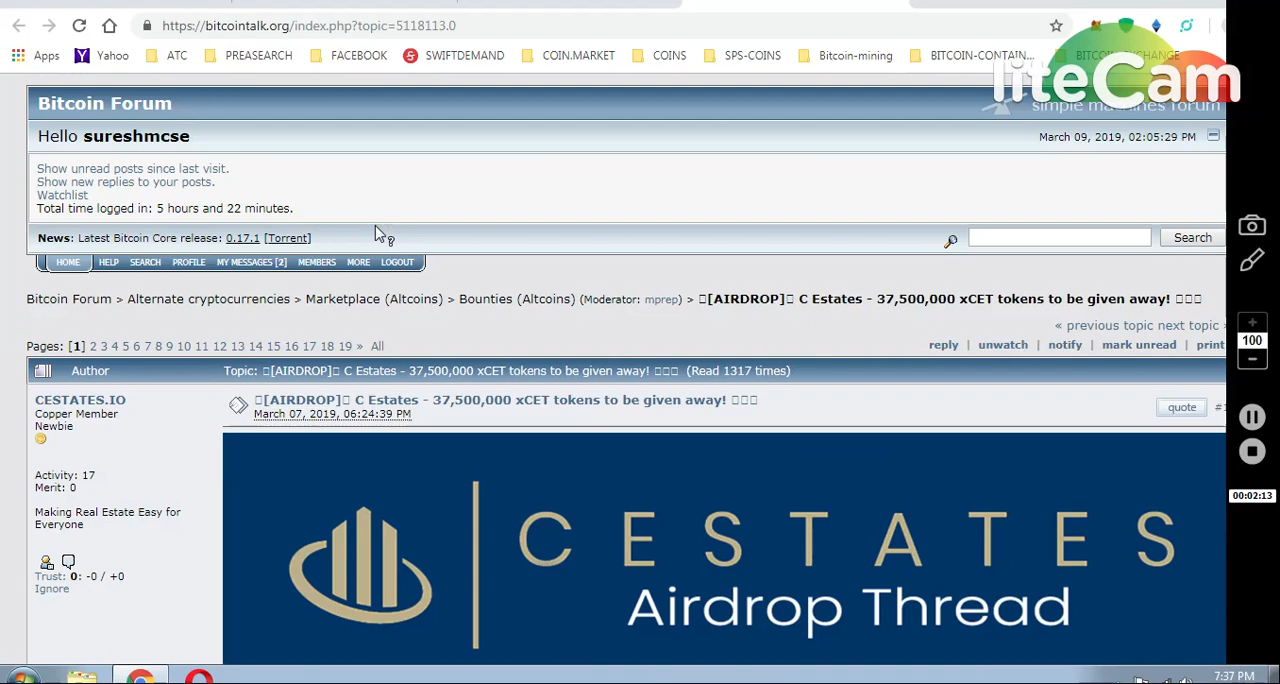 https://bitcointalk.org/index.php?topic=5118113.0
Apps Yahoo ATC PREASEARCH FACEBOOK SWIFTDEMAND COIN.MARKET COINS SPS-COINS Bitcoin-mining BITCOIN-CONTAIN... BITCOIN-EXCHANGE
liteCam
Bitcoin Forum
simple machines forum
Hello sureshmcse
March 09, 2019, 02:05:29 PM
Show unread posts since last visit.
Show new replies to your posts.
Watchlist
Total time logged in: 5 hours and 22 minutes.
News: Latest Bitcoin Core release: 0.17.1 [Torrent]
Search
HOME HELP SEARCH PROFILE MY MESSAGES [2] MEMBERS MORE LOGOUT
Bitcoin Forum > Alternate cryptocurrencies > Marketplace (Altcoins) > Bounties (Altcoins) (Moderator: mprep) > [AIRDROP] C Estates - 37,500,000 xCET tokens to be given away!
« previous topic next topic
Pages: [1] 2 3 4 5 6 7 8 9 10 11 12 13 14 15 16 17 18 19 » All
reply | unwatch | notify | mark unread | print
100
Author
Topic: [AIRDROP] C Estates - 37,500,000 xCET tokens to be given away! (Read 1317 times)
CESTATES.IO
Copper Member
Newbie
[AIRDROP] C Estates - 37,500,000 xCET tokens to be given away!
March 07, 2019, 06:24:39 PM
quote
Activity: 17
Merit: 0
Making Real Estate Easy for
Everyone
Trust: 0: -0 / +0
Ignore
CESTATES
Airdrop Thread
00:02:13
7:37 PM